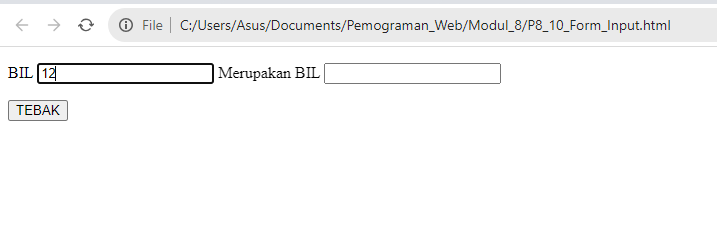 File C:/Users/Asus/Documents/Pemograman_Web/Modul_8/P8_10_Form_Input.html
BIL 12 Merupakan BIL
TEBAK